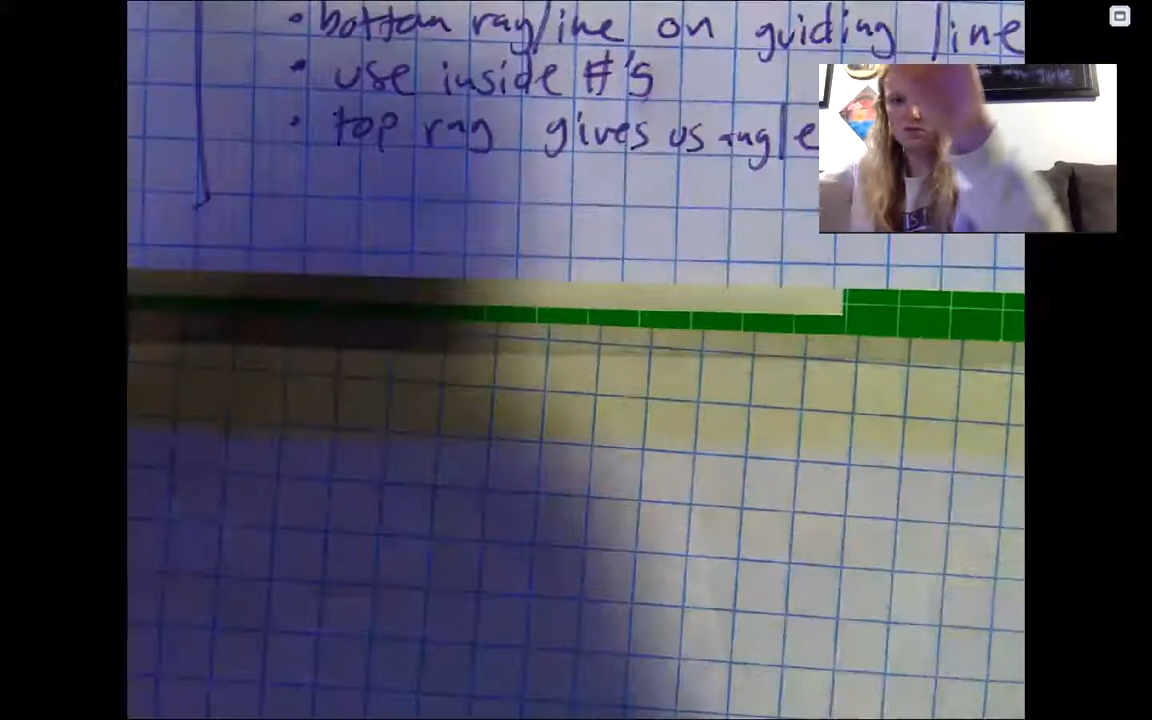 • bottom ray/line on guiding line
• use inside #'s
• top ray gives us angle